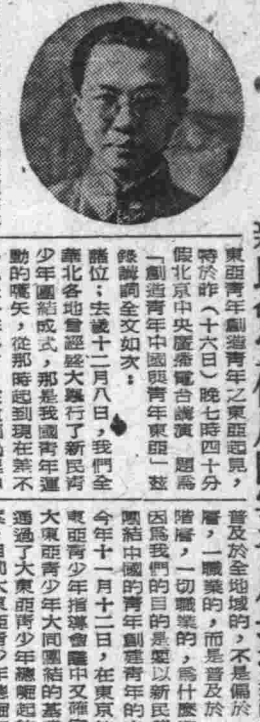 東亞青年創造青年之東亞起見，
特於昨（十六日）晚七時四十分
假北京中央廣播電台講演　題爲
「創造青年中國與青年東亞」茲
錄講詞全文如次：
諸位；去歲十二月八日，我們全
華北各地曾經盛大舉行了新民青
少年團結成式，那是我國青年運
動的嚆矢，從那時起到現在差不
普及於全地域的，不是偏於
層，一職業的，而是普及於
階層，一切職業的，爲什麼
因爲我們的目的是要以新民
團結中國的青年創建青年的
今年十一月十二日，在東京
東亞青少年指導會議中又確
大東亞青少年大同團結的基
通過了大東亞青少年總崛起的